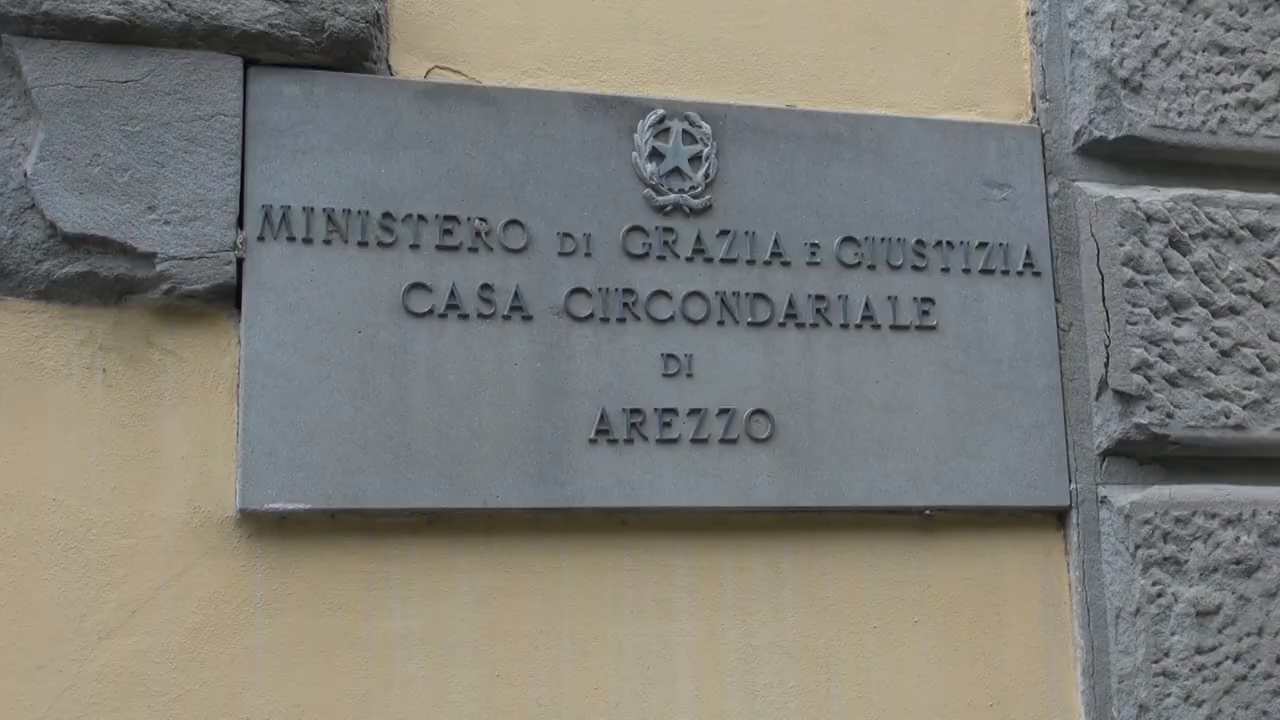 MINISTERO DI GRAZIA E GIUSTIZIA
CASA CIRCONDARIALE
DI
AREZZO